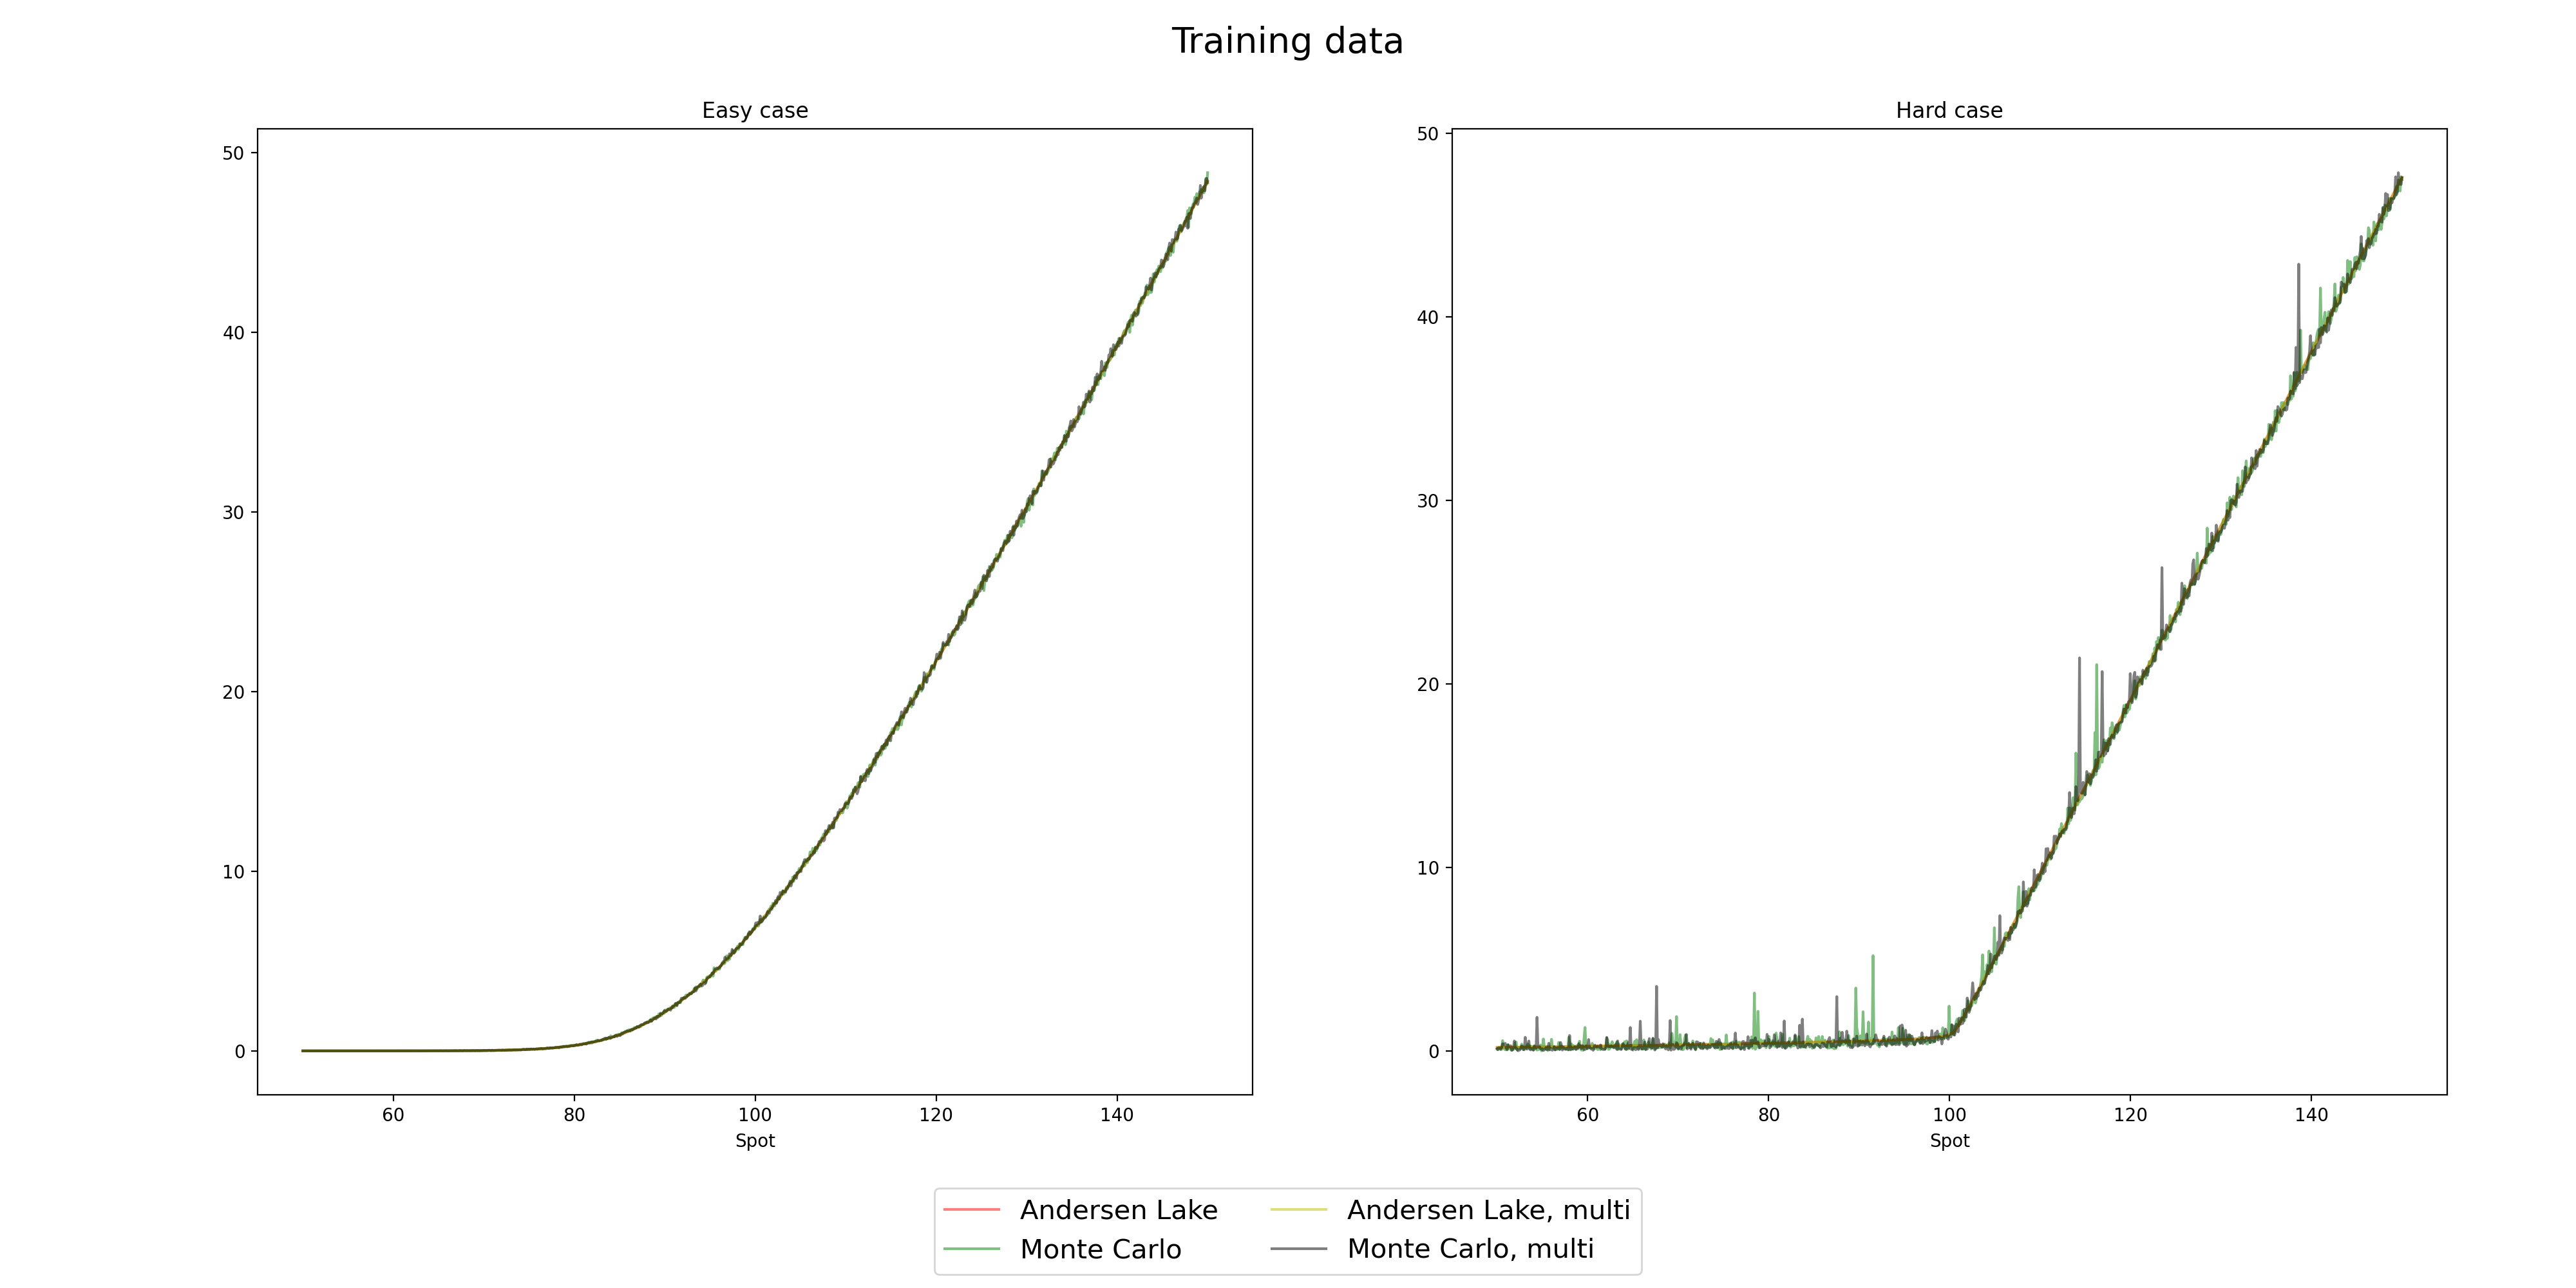 Training data
Easy case
50
40
30
20
10
0
60 80 100 120 140
Spot
Hard case
50
40
30
20
10
0
60 80 100 120 140
Spot
Andersen Lake
Monte Carlo
Andersen Lake, multi
Monte Carlo, multi